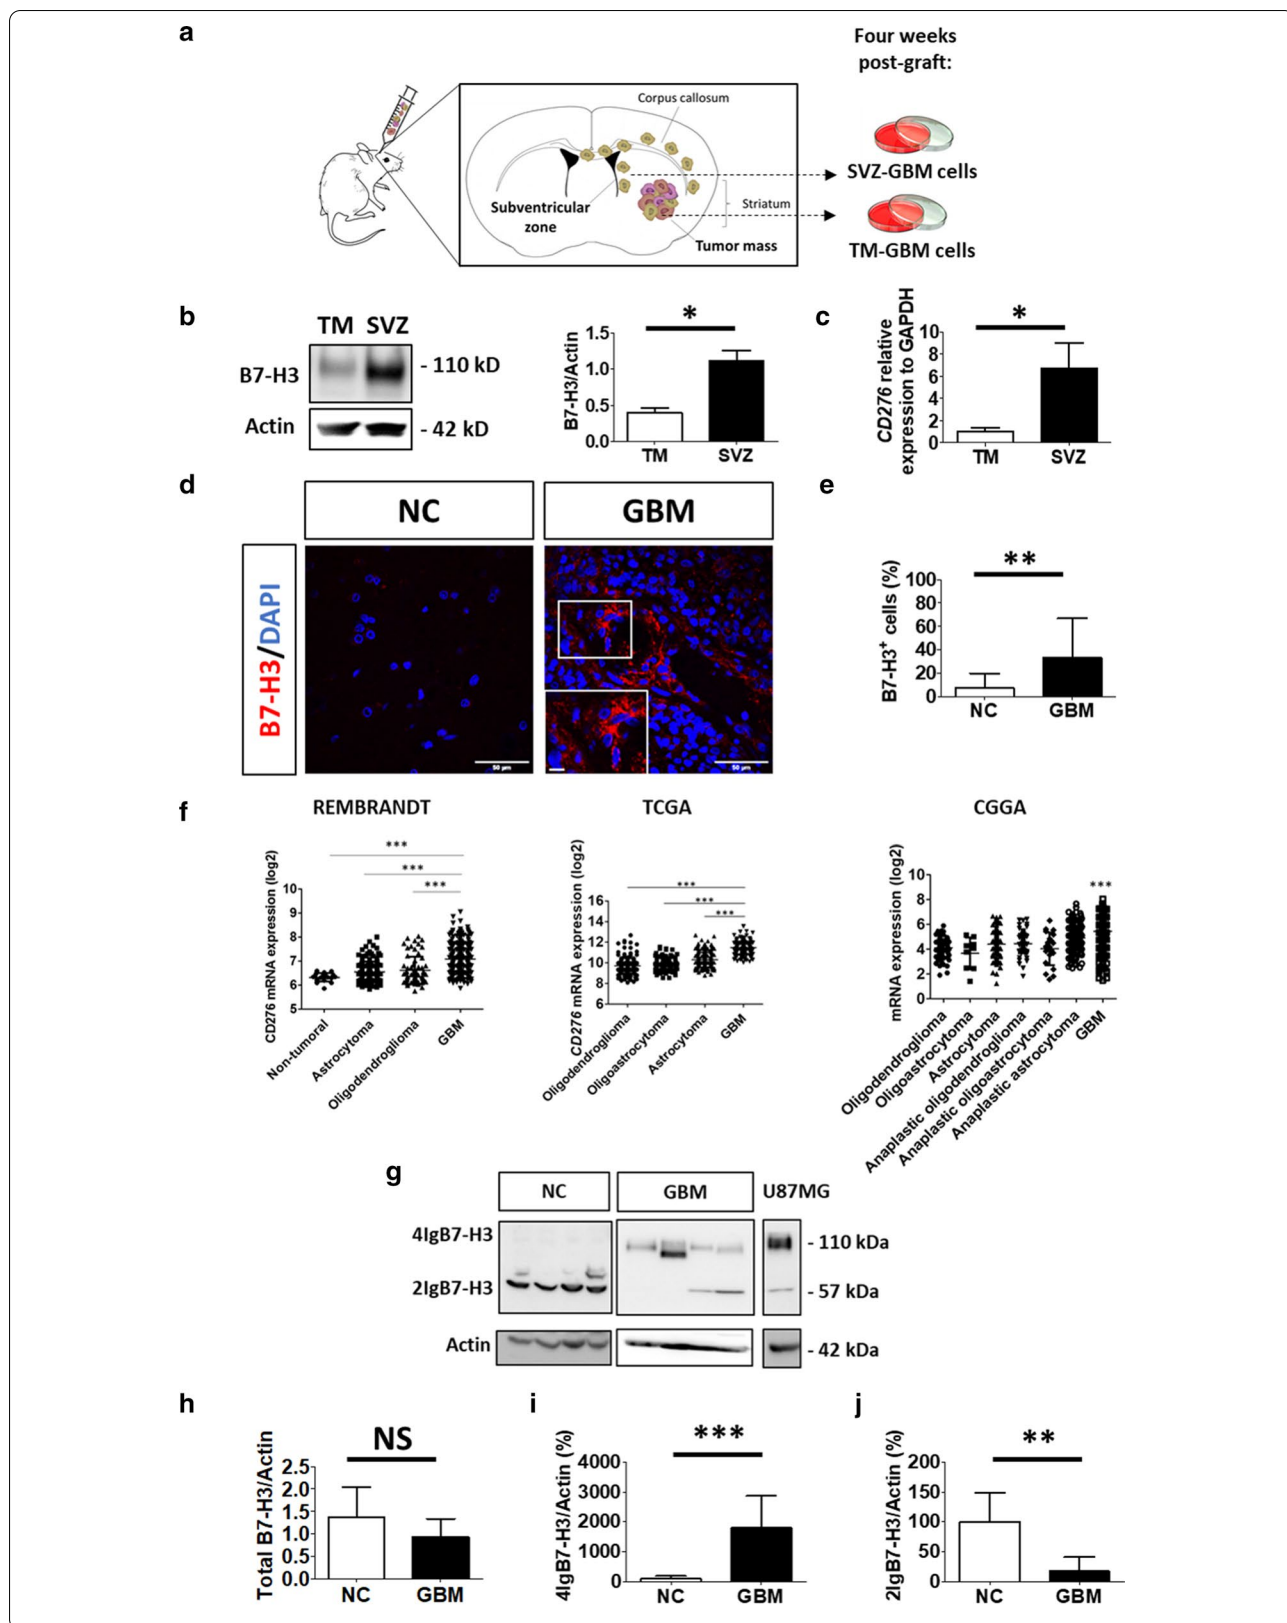 a
Four weeks
post-graft:
Corpus callosum
SVZ-GBM cells
Subventricular
zone
Striatum
Tumor mass
TM-GBM cells
b
TM SVZ
B7-H3
- 110 kD
Actin
- 42 kD
B7-H3/Actin
1.5
1.0
0.5
0.0
*
TM
SVZ
c
CD276 relative
expression to GAPDH
10
8
6
4
2
0
*
TM
SVZ
d
NC
GBM
B7-H3/DAPI
50 µm
50 µm
e
B7-H3+ cells (%)
100
80
60
40
20
0
**
NC
GBM
f
REMBRANDT
CD276 mRNA expression (log2)
10
9
8
7
6
5
***
***
***
Non-tumoral
Astrocytoma
Oligodendroglioma
GBM
TCGA
CD276 mRNA expression (log2)
16
14
12
10
8
6
***
***
***
Oligodendroglioma
Oligoastrocytoma
Astrocytoma
GBM
CGGA
mRNA expression (log2)
10
8
6
4
2
0
***
Oligodendroglioma
Oligoastrocytoma
Astrocytoma
Anaplastic oligodendroglioma
Anaplastic oligoastrocytoma
Anaplastic astrocytoma
GBM
g
NC
GBM
U87MG
4IgB7-H3
- 110 kDa
2IgB7-H3
- 57 kDa
Actin
- 42 kDa
h
Total B7-H3/Actin
2.5
2.0
1.5
1.0
0.5
0.0
NS
NC
GBM
i
4IgB7-H3/Actin (%)
4000
3000
2000
1000
0
***
NC
GBM
j
2IgB7-H3/Actin (%)
200
150
100
50
0
**
NC
GBM